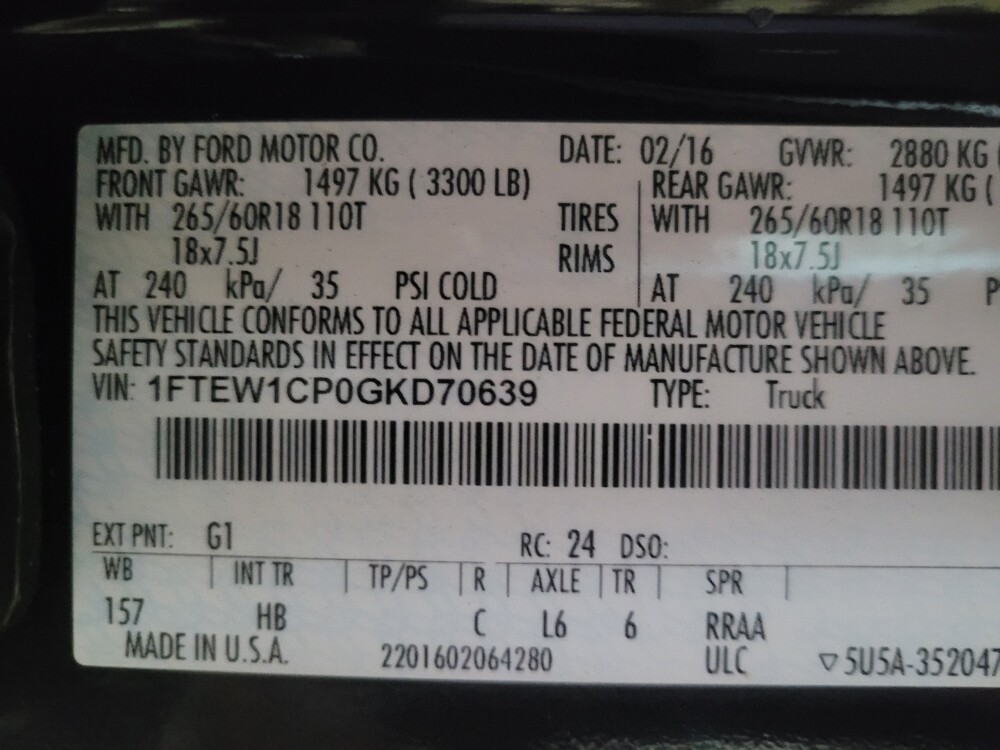 MFD. BY FORD MOTOR CO. DATE: 02/16 GVWR: 2880 KG (
FRONT GAWR: 1497 KG ( 3300 LB) REAR GAWR: 1497 KG (
WITH 265/60R18 110T TIRES WITH 265/60R18 110T
18x7.5J RIMS 18x7.5J
AT 240 kPa/ 35 PSI COLD AT 240 kPa/ 35 P
THIS VEHICLE CONFORMS TO ALL APPLICABLE FEDERAL MOTOR VEHICLE
SAFETY STANDARDS IN EFFECT ON THE DATE OF MANUFACTURE SHOWN ABOVE.
VIN: 1FTEW1CP0GKD70639 TYPE: Truck
EXT PNT: G1 RC: 24 DSO:
WB INT TR TP/PS R AXLE TR SPR
157 HB C L6 6 RRAA
MADE IN U.S.A. 2201602064280 ULC ▽5U5A-352047